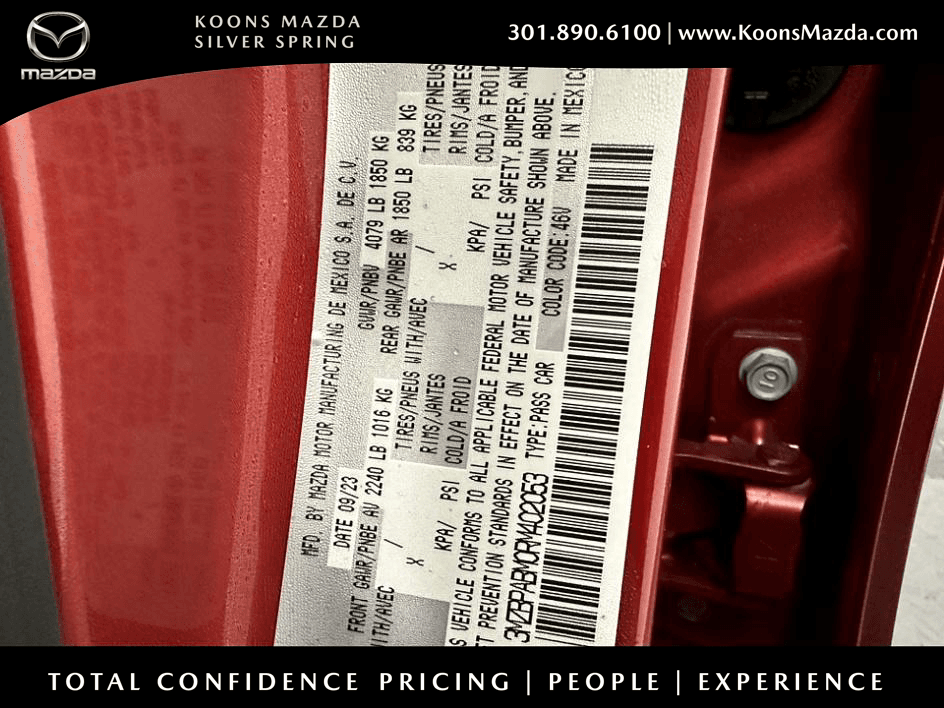 mazda
KOONS MAZDA
SILVER SPRING
301.890.6100 | www.KoonsMazda.com
MFD. BY MAZDA MOTOR MANUFACTURING DE MEXICO S.A. DE C.V.
DATE 09/23 GVWR/PNBV 4079 LB 1850 KG
FRONT GAWR/PNBE AV 2240 LB 1016 KG REAR GAWR/PNBE AR 1850 LB 839 KG
WITH/AVEC TIRES/PNEUS WITH/AVEC TIRES/PNEUS
X / RIMS/JANTES X / RIMS/JANTES
KPA/ PSI COLD/A FROID KPA/ PSI COLD/A FROID
VEHICLE CONFORMS TO ALL APPLICABLE FEDERAL MOTOR VEHICLE SAFETY, BUMPER, AND
PREVENTION STANDARDS IN EFFECT ON THE DATE OF MANUFACTURE SHOWN ABOVE.
3MZBPABM0RMA02053 TYPE:PASS CAR COLOR CODE:46V MADE IN MEXICO
10
TOTAL CONFIDENCE PRICING | PEOPLE | EXPERIENCE